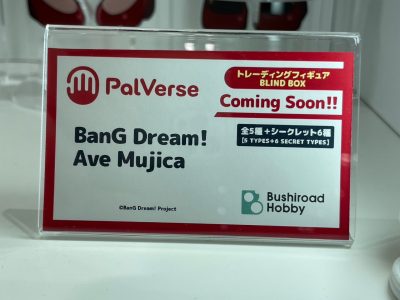 PalVerse
トレーディングフィギュア
BLIND BOX
Coming Soon!!
BanG Dream!
Ave Mujica
全5種+シークレット6種
[5 TYPES+6 SECRET TYPES]
©BanG Dream! Project
Bushiroad
Hobby